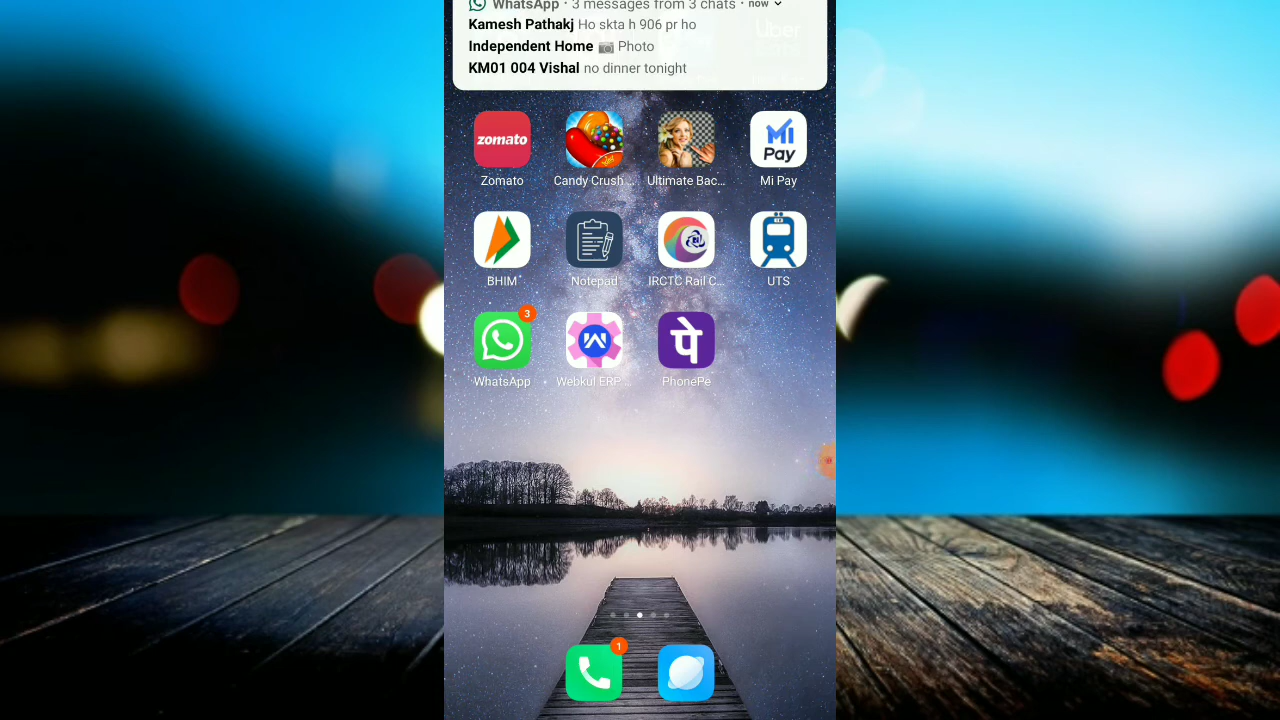 WhatsApp · 3 messages from 3 chats · now
Kamesh Pathakj Ho skta h 906 pr ho
Independent Home 📷 Photo
KM01 004 Vishal no dinner tonight
Uber
zomato
Mi Pay
Zomato
Candy Crush...
Ultimate Bac...
Mi Pay
BHIM
Notepad
IRCTC Rail C...
UTS
3
पे
WhatsApp
Webkul ERP...
PhonePe
1